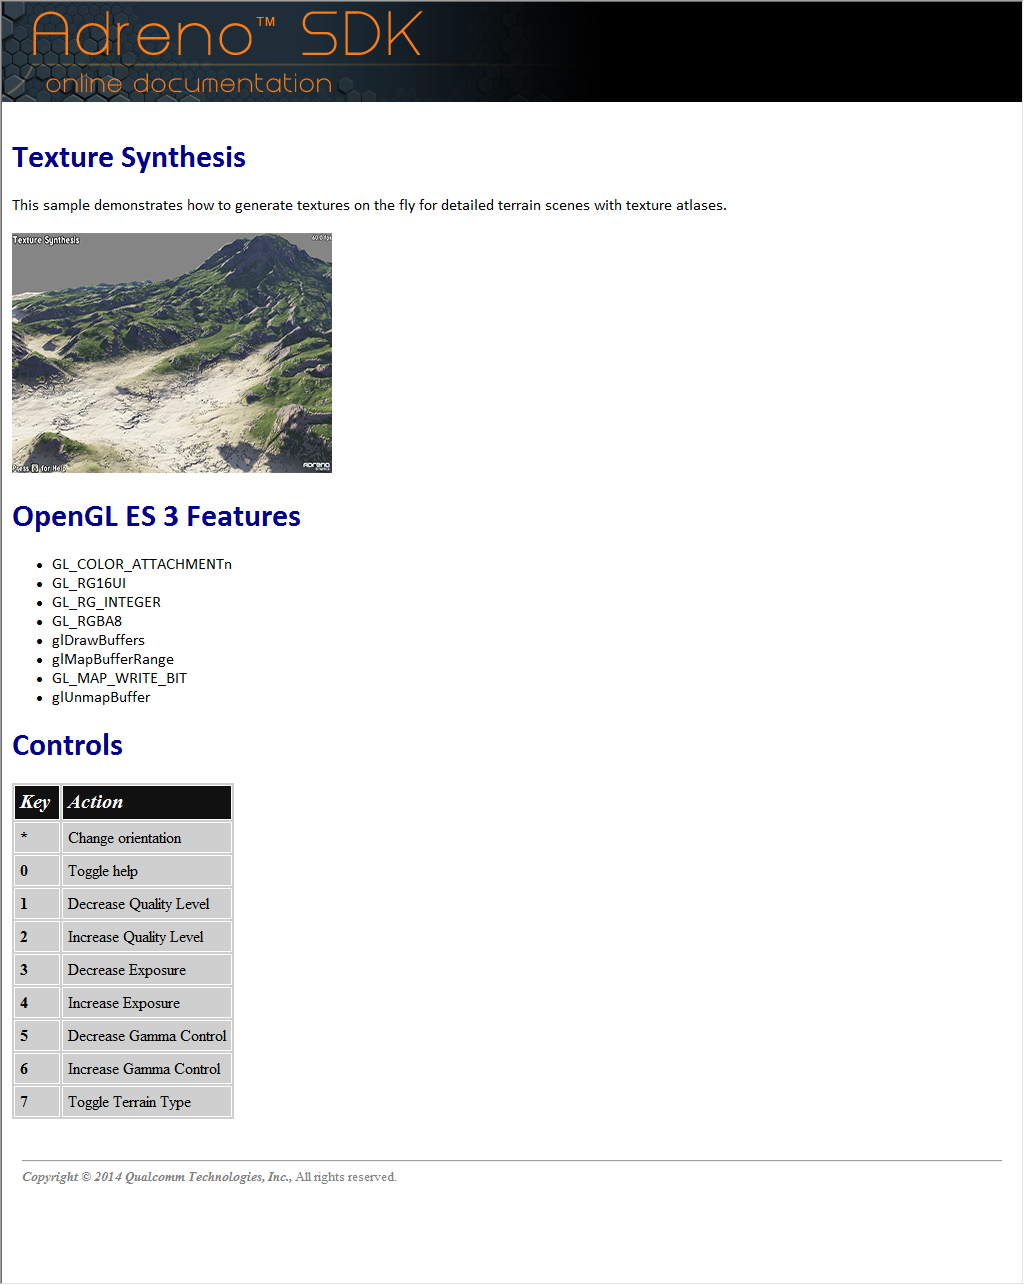 Adreno™ SDK
online documentation
Texture Synthesis
This sample demonstrates how to generate textures on the fly for detailed terrain scenes with texture atlases.
Texture Synthesis
60.0 fps
Press [0] for Help
Adreno
OpenGL ES 3 Features
• GL_COLOR_ATTACHMENTn
• GL_RG16UI
• GL_RG_INTEGER
• GL_RGBA8
• glDrawBuffers
• glMapBufferRange
• GL_MAP_WRITE_BIT
• glUnmapBuffer
Controls
Key Action
* Change orientation
0 Toggle help
1 Decrease Quality Level
2 Increase Quality Level
3 Decrease Exposure
4 Increase Exposure
5 Decrease Gamma Control
6 Increase Gamma Control
7 Toggle Terrain Type
Copyright © 2014 Qualcomm Technologies, Inc., All rights reserved.